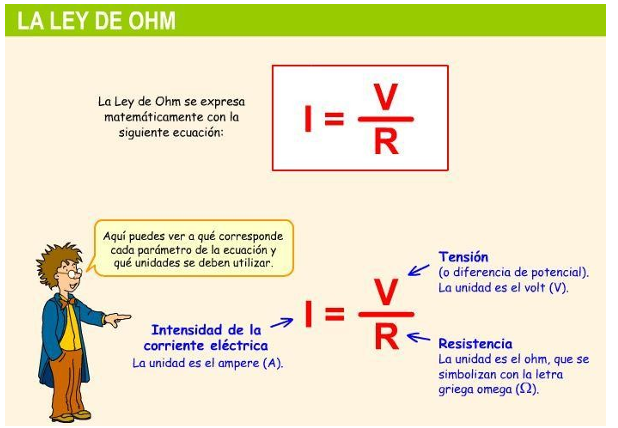 LA LEY DE OHM
La Ley de Ohm se expresa
matemáticamente con la
siguiente ecuación:
I = V
R
Aquí puedes ver a qué corresponde
cada parámetro de la ecuación y
qué unidades se deben utilizar.
Intensidad de la
corriente eléctrica
La unidad es el ampere (A).
I = V
R
Tensión
(o diferencia de potencial).
La unidad es el volt (V).
Resistencia
La unidad es el ohm, que se
simbolizan con la letra
griega omega (Ω).